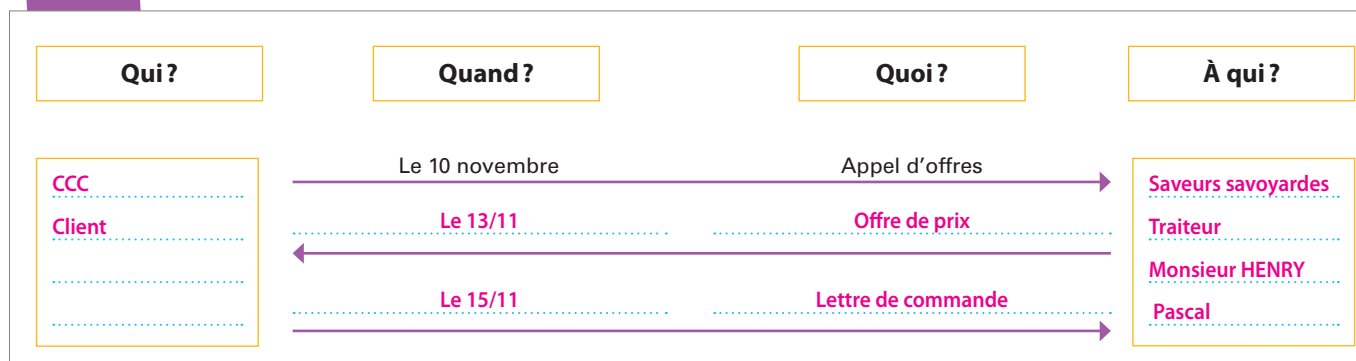 Qui ? Quand ? Quoi ? À qui ?
Le 10 novembre Appel d'offres
CCC Saveurs savoyardes
Client Le 13/11 Offre de prix Traiteur
Monsieur HENRY
Le 15/11 Lettre de commande Pascal